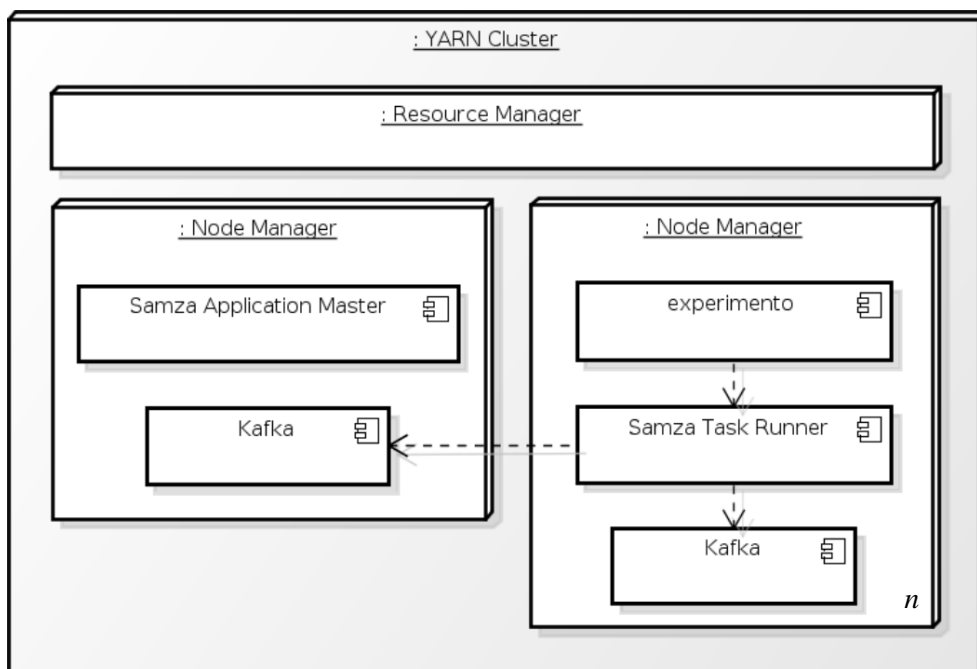 : YARN Cluster
: Resource Manager
: Node Manager
Samza Application Master
Kafka
: Node Manager
experimento
Samza Task Runner
Kafka
n